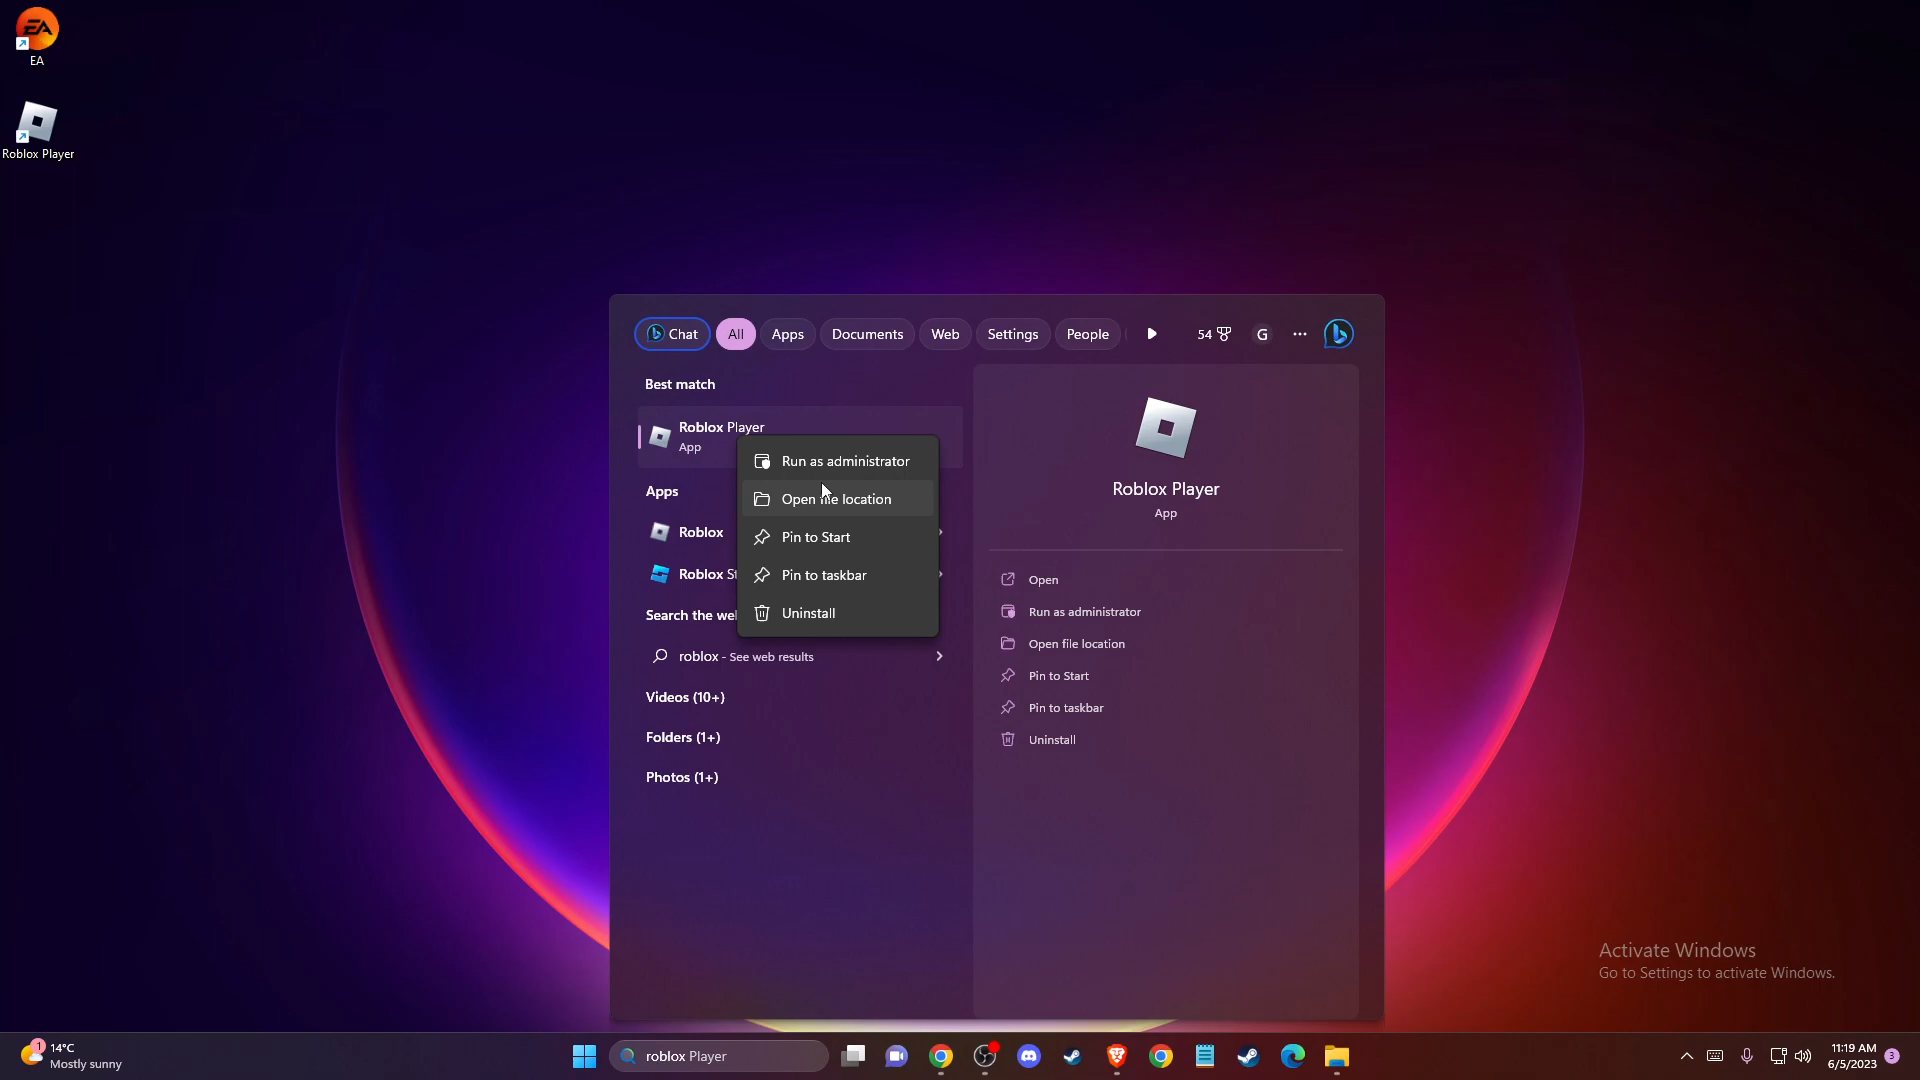 EA
Roblox Player
Chat
All
Apps
Documents
Web
Settings
People
54
G
Best match
Roblox Player
App
Run as administrator
Open file location
Pin to Start
Pin to taskbar
Uninstall
Apps
Roblox
Roblox St
Search the we
roblox - See web results
Videos (10+)
Folders (1+)
Photos (1+)
Roblox Player
App
Open
Run as administrator
Open file location
Pin to Start
Pin to taskbar
Uninstall
Activate Windows
Go to Settings to activate Windows.
1
14°C
Mostly sunny
roblox Player
11:19 AM
6/5/2023
3